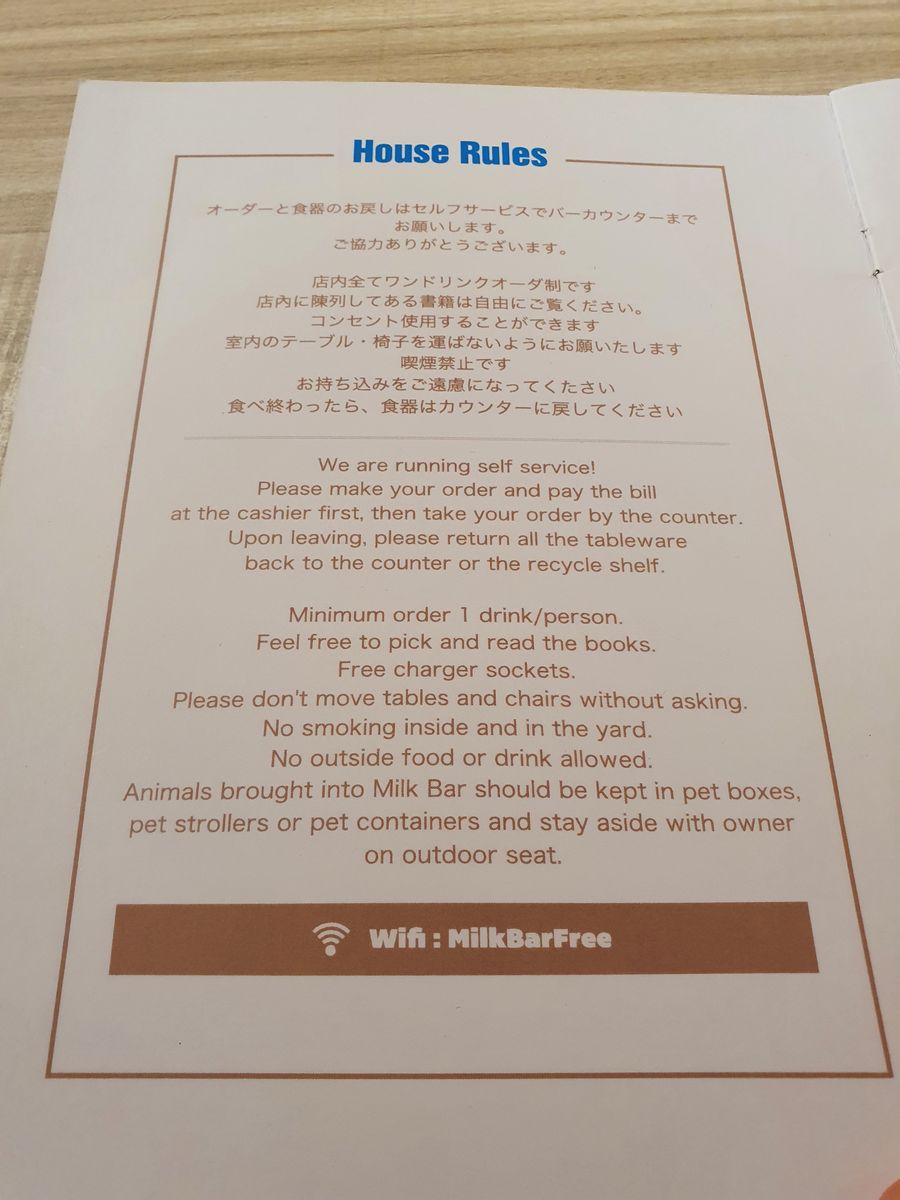 House Rules
オーダーと食器のお戻しはセルフサービスでバーカウンターまで
お願いします。
ご協力ありがとうございます。
店内全てワンドリンクオーダ制です
店內に陳列してある書籍は自由にご覧ください。
コンセント使用することができます
室内のテーブル・椅子を運ばないようにお願いたします
喫煙禁止です
お持ち込みをご遠慮になってくたさい
食べ終わったら、食器はカウンターに戻してください
We are running self service!
Please make your order and pay the bill
at the cashier first, then take your order by the counter.
Upon leaving, please return all the tableware
back to the counter or the recycle shelf.
Minimum order 1 drink/person.
Feel free to pick and read the books.
Free charger sockets.
Please don't move tables and chairs without asking.
No smoking inside and in the yard.
No outside food or drink allowed.
Animals brought into Milk Bar should be kept in pet boxes,
pet strollers or pet containers and stay aside with owner
on outdoor seat.
Wifi : MilkBarFree